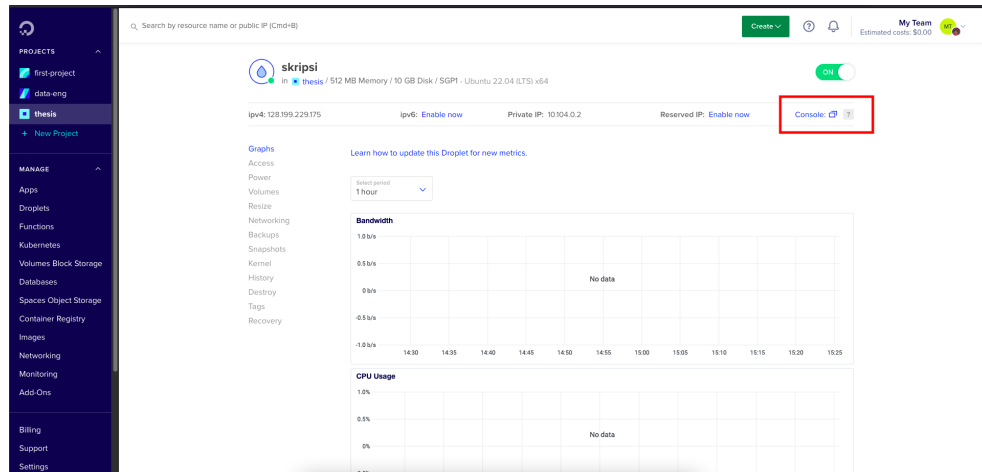 Search by resource name or public IP (Cmd+B)
Create
My Team
Estimated costs: $0.00
MT
PROJECTS
first-project
data-eng
thesis
+ New Project
MANAGE
Apps
Droplets
Functions
Kubernetes
Volumes Block Storage
Databases
Spaces Object Storage
Container Registry
Images
Networking
Monitoring
Add-Ons
Billing
Support
Settings
skripsi
in thesis / 512 MB Memory / 10 GB Disk / SGP1 - Ubuntu 22.04 (LTS) x64
ON
ipv4: 128.199.229.175 ipv6: Enable now Private IP: 10.104.0.2 Reserved IP: Enable now Console: ?
Graphs
Access
Power
Volumes
Resize
Networking
Backups
Snapshots
Kernel
History
Destroy
Tags
Recovery
Learn how to update this Droplet for new metrics.
Select period
1 hour
Bandwidth
1.0 b/s
0.5 b/s
No data
0 b/s
-0.5 b/s
-1.0 b/s
14:30 14:35 14:40 14:45 14:50 14:55 15:00 15:05 15:10 15:15 15:20 15:25
CPU Usage
1.0%
0.5%
No data
0%